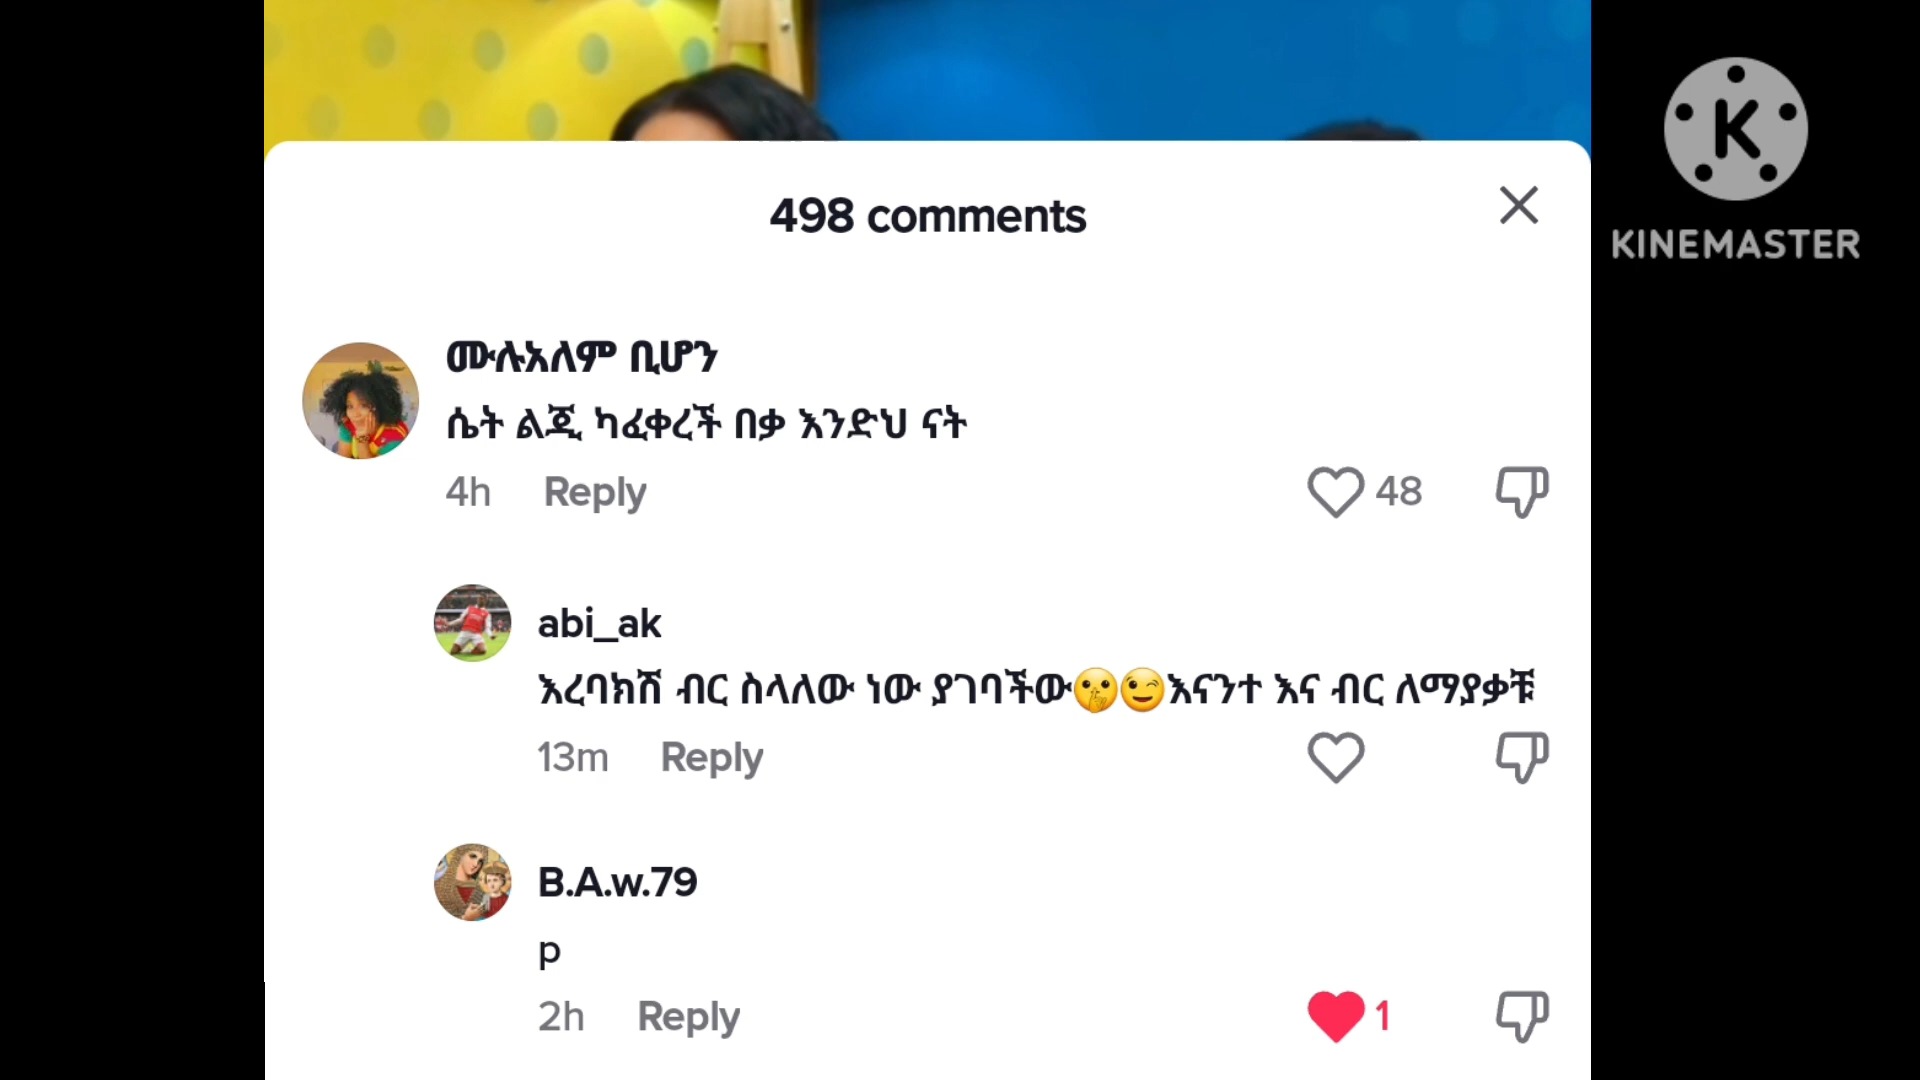 498 comments
KINEMASTER
ሙሉአለም ቢሆን
ሴት ልጂ ካፈቀረች በቃ እንድህ ናት
4h Reply 48
abi_ak
እረባክሽ ብር ስላለው ነው ያገባችው🤫😉እናንተ እና ብር ለማያቃቹ
13m Reply
B.A.w.79
p
2h Reply 1